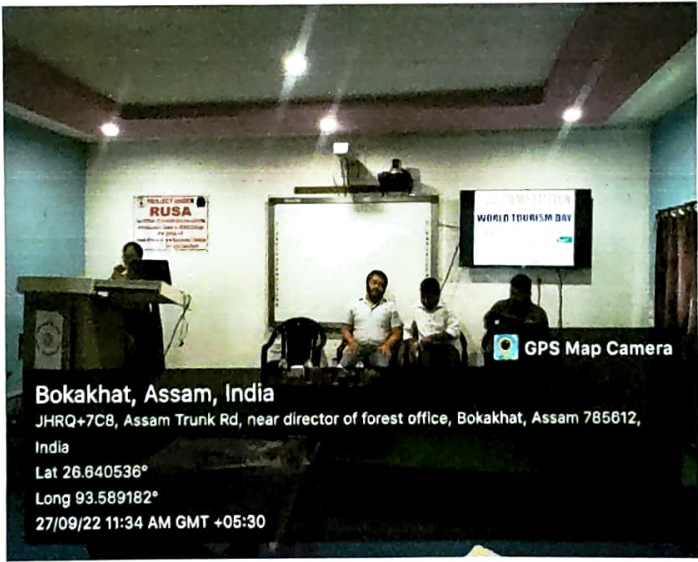 PROJECT UNDER
RUSA
COMPETITION
WORLD TOURISM DAY
GPS Map Camera
Bokakhat, Assam, India
JHRQ+7C8, Assam Trunk Rd, near director of forest office, Bokakhat, Assam 785612,
India
Lat 26.640536°
Long 93.589182°
27/09/22 11:34 AM GMT +05:30